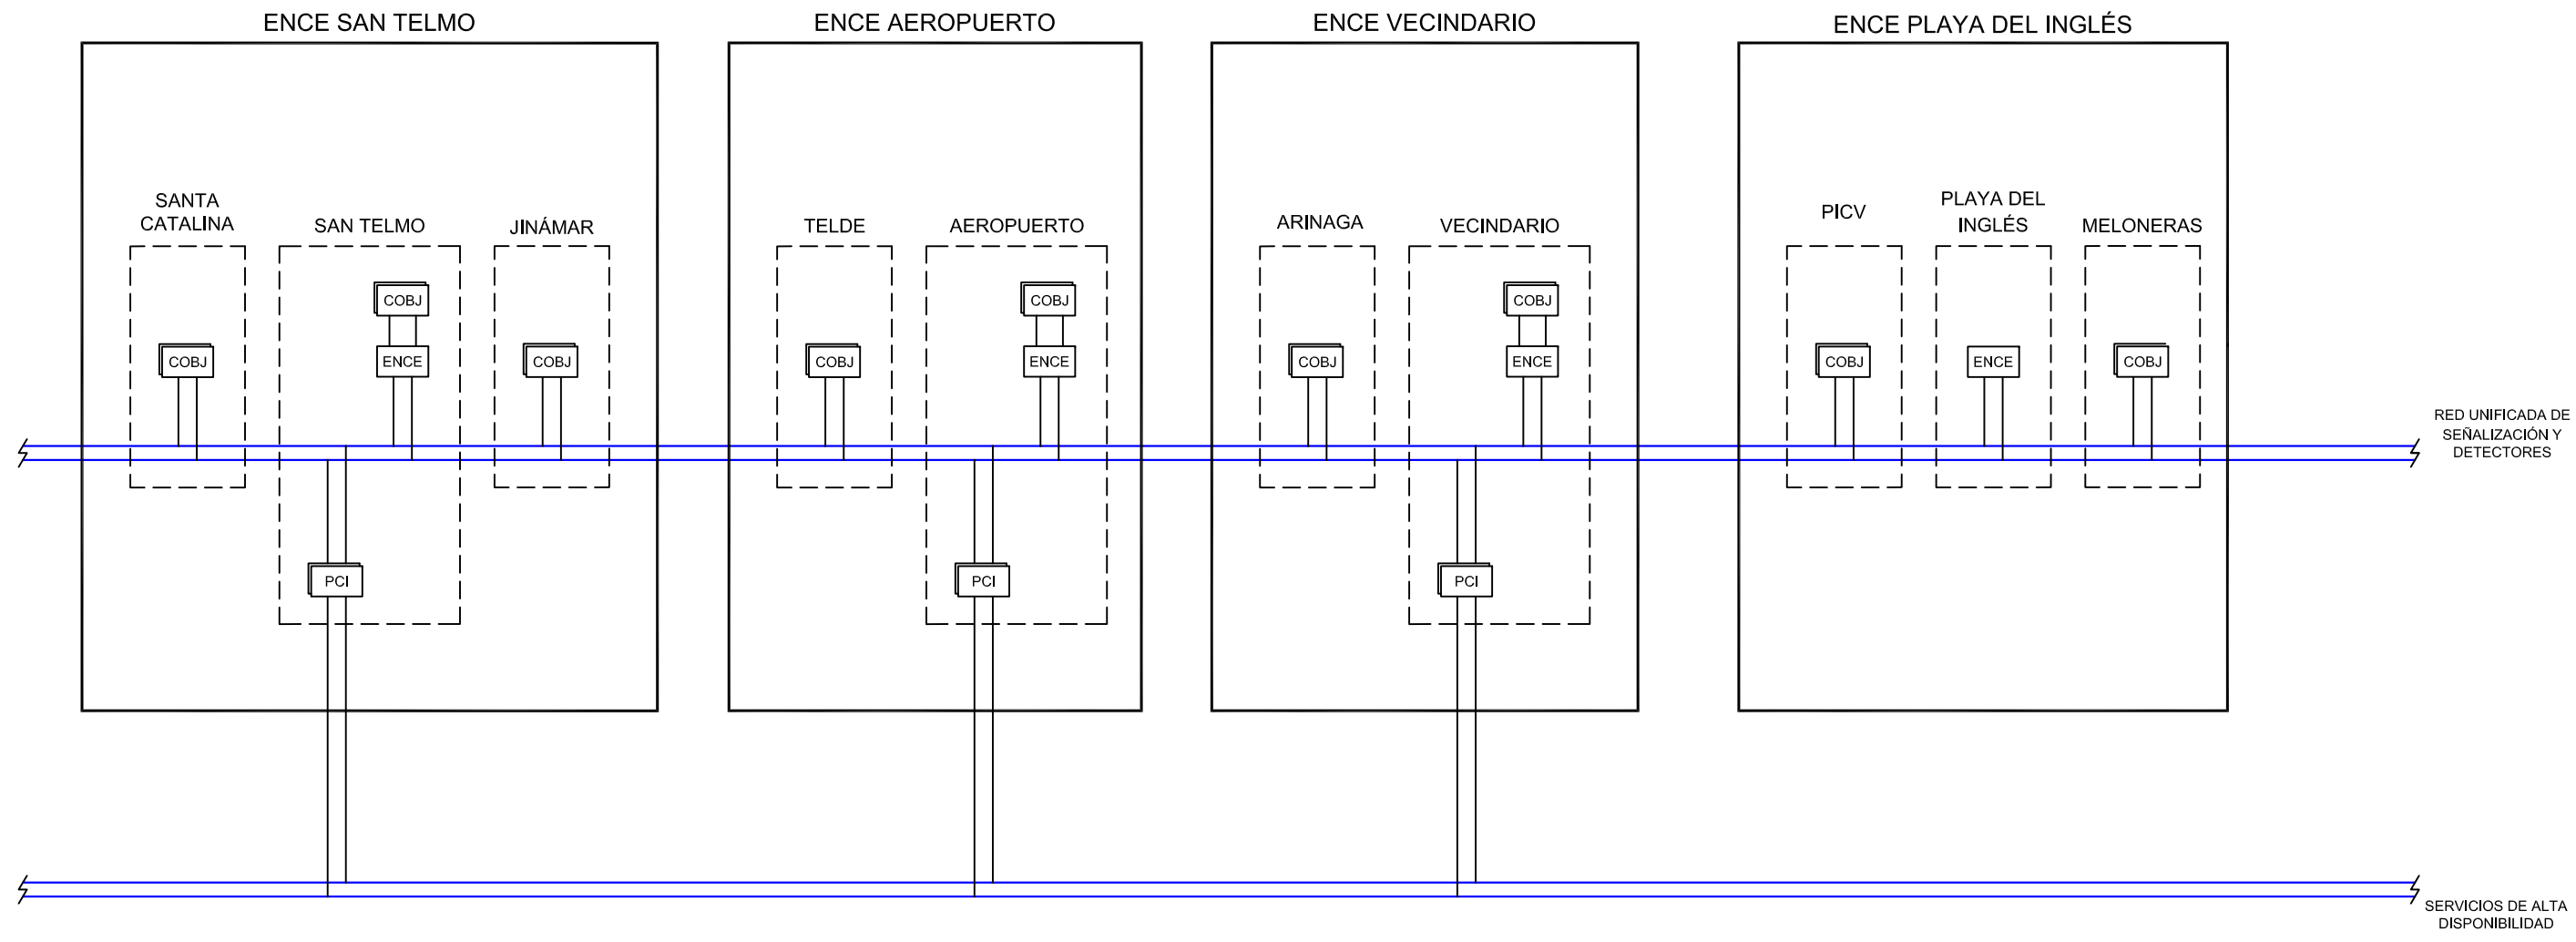 ENCE SAN TELMO
ENCE AEROPUERTO
ENCE VECINDARIO
ENCE PLAYA DEL INGLÉS
SANTA
CATALINA
SAN TELMO
JINÁMAR
TELDE
AEROPUERTO
ARINAGA
VECINDARIO
PICV
PLAYA DEL
INGLÉS
MELONERAS
COBJ
COBJ
COBJ
COBJ
ENCE
COBJ
COBJ
ENCE
COBJ
ENCE
COBJ
ENCE
COBJ
RED UNIFICADA DE
SEÑALIZACIÓN Y
DETECTORES
PCI
PCI
PCI
SERVICIOS DE ALTA
DISPONIBILIDAD